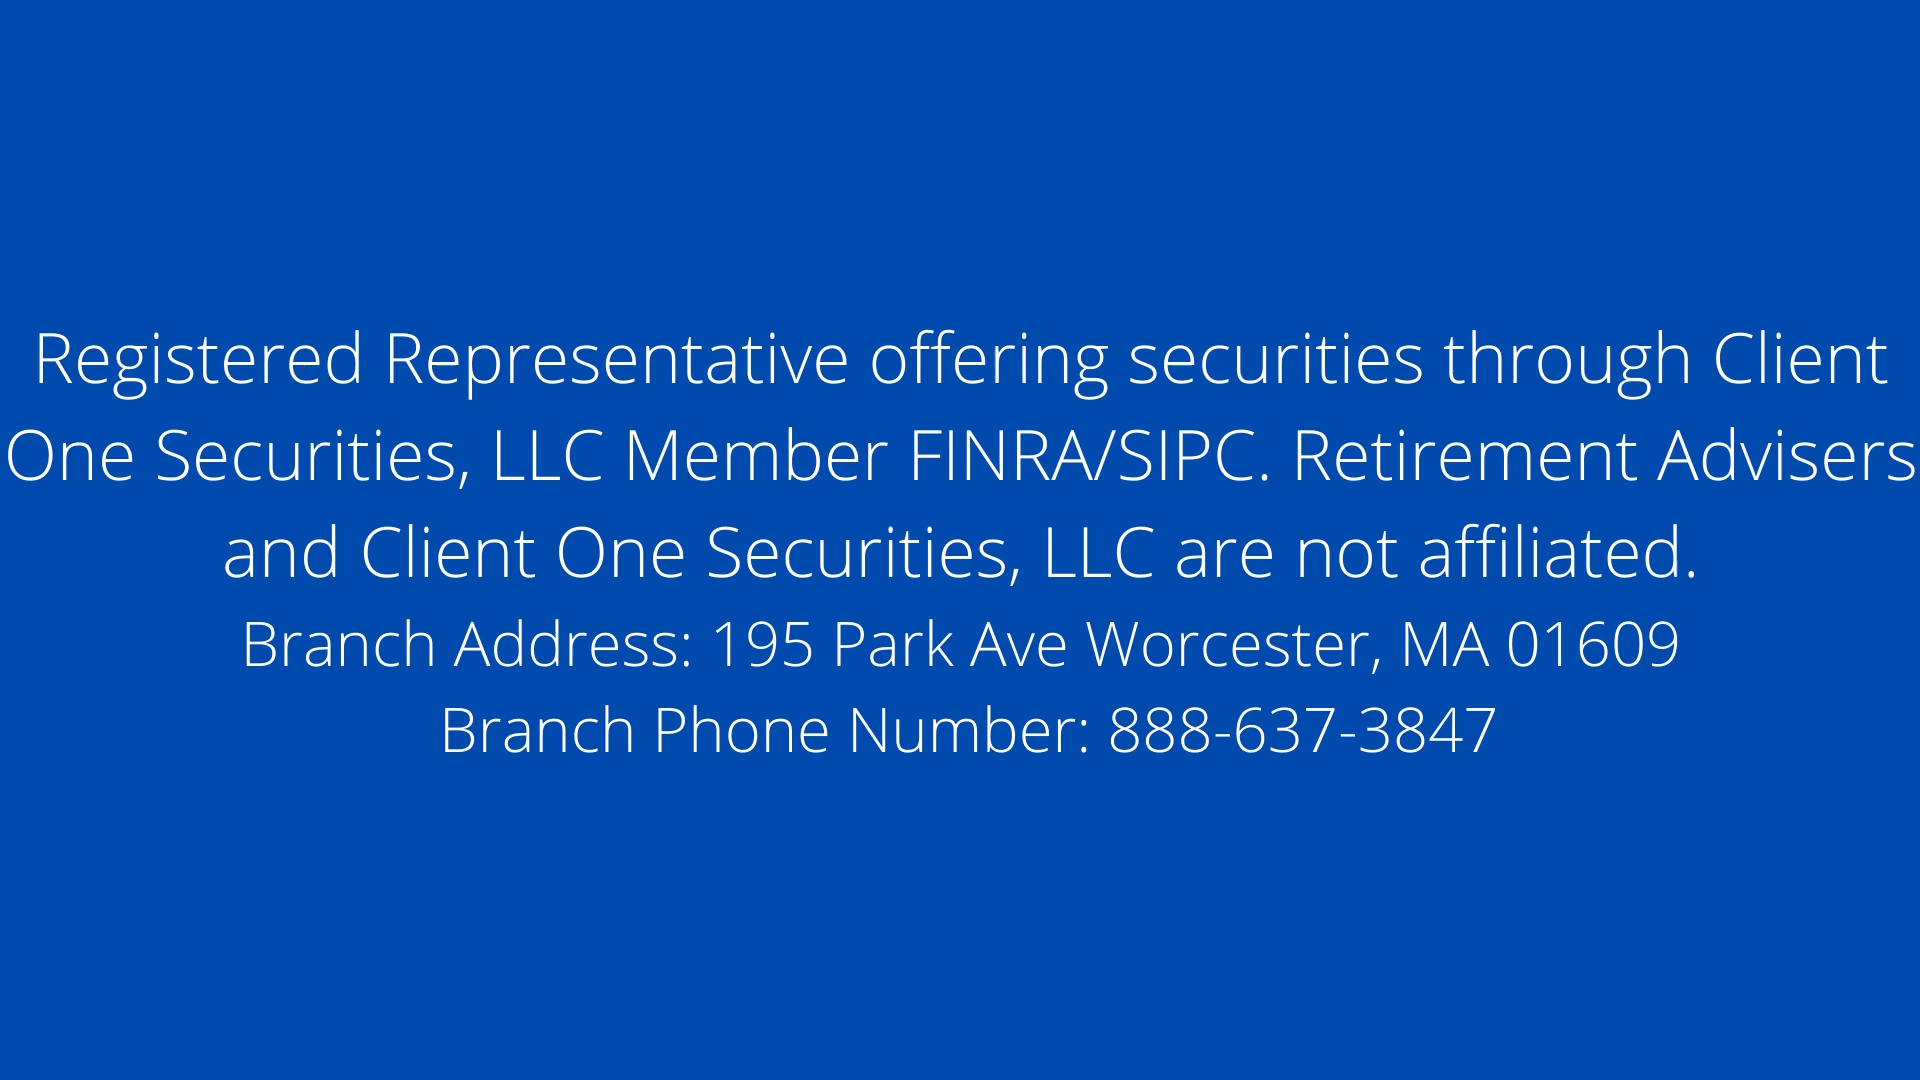 Registered Representative offering securities through Client
One Securities, LLC Member FINRA/SIPC. Retirement Advisers
and Client One Securities, LLC are not affiliated.
Branch Address: 195 Park Ave Worcester, MA 01609
Branch Phone Number: 888-637-3847